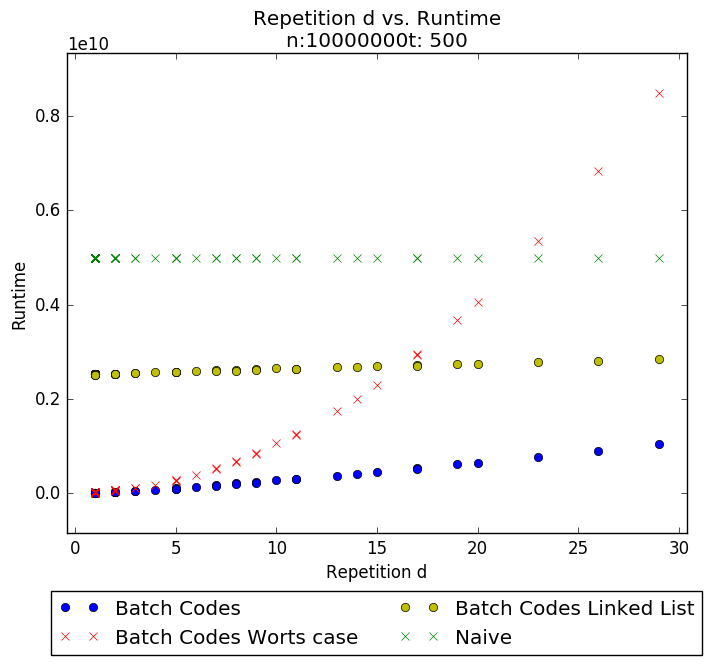 Repetition d vs. Runtime
n:10000000t: 500
1e10
0.8
0.6
0.4
0.2
0.0
Runtime
0 5 10 15 20 25 30
Repetition d
Batch Codes
Batch Codes Worts case
Batch Codes Linked List
Naive